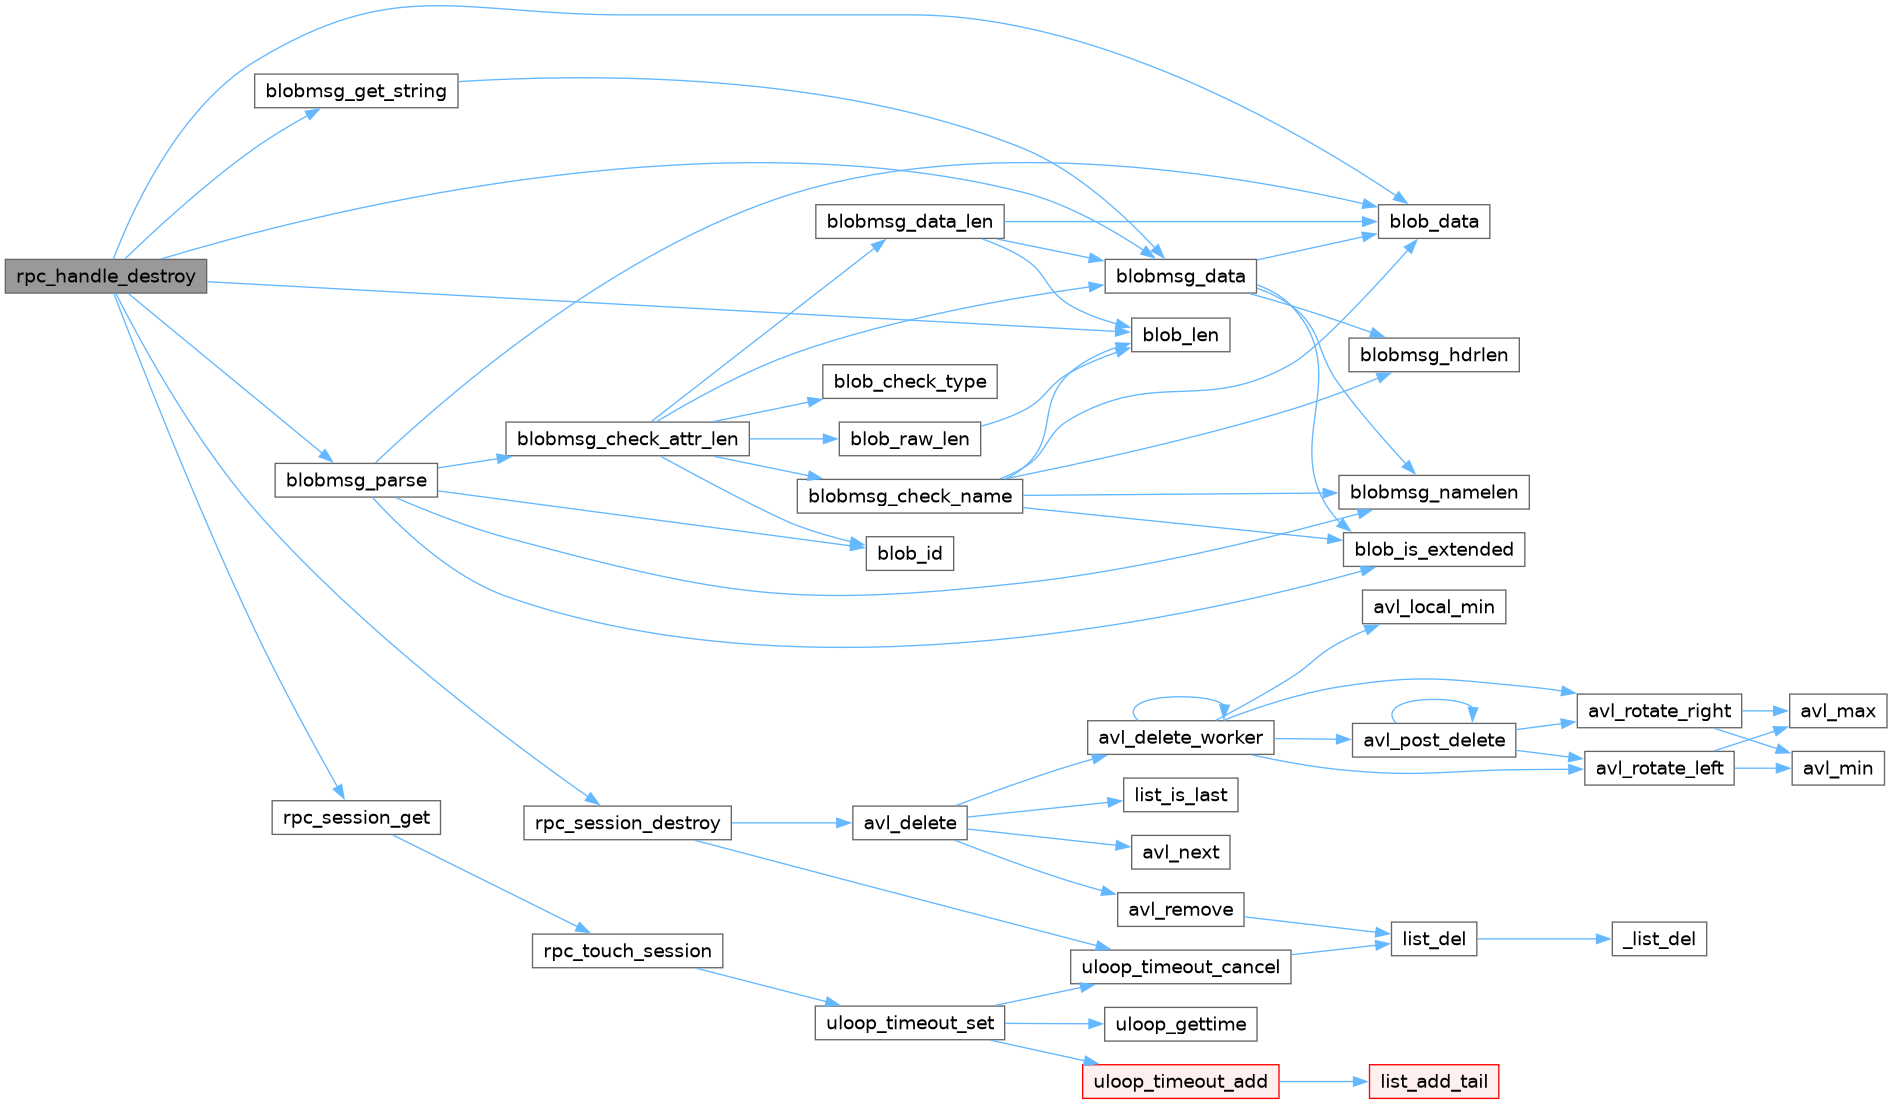 rpc_handle_destroy
blobmsg_get_string
blobmsg_parse
rpc_session_get
blobmsg_check_attr_len
rpc_session_destroy
rpc_touch_session
blobmsg_data_len
blob_check_type
blob_raw_len
blobmsg_check_name
blob_id
avl_delete
uloop_timeout_set
blobmsg_data
blob_len
avl_delete_worker
list_is_last
avl_next
avl_remove
uloop_timeout_cancel
uloop_gettime
uloop_timeout_add
blob_data
blobmsg_hdrlen
blobmsg_namelen
blob_is_extended
avl_local_min
avl_post_delete
list_del
list_add_tail
avl_rotate_right
avl_rotate_left
_list_del
avl_max
avl_min